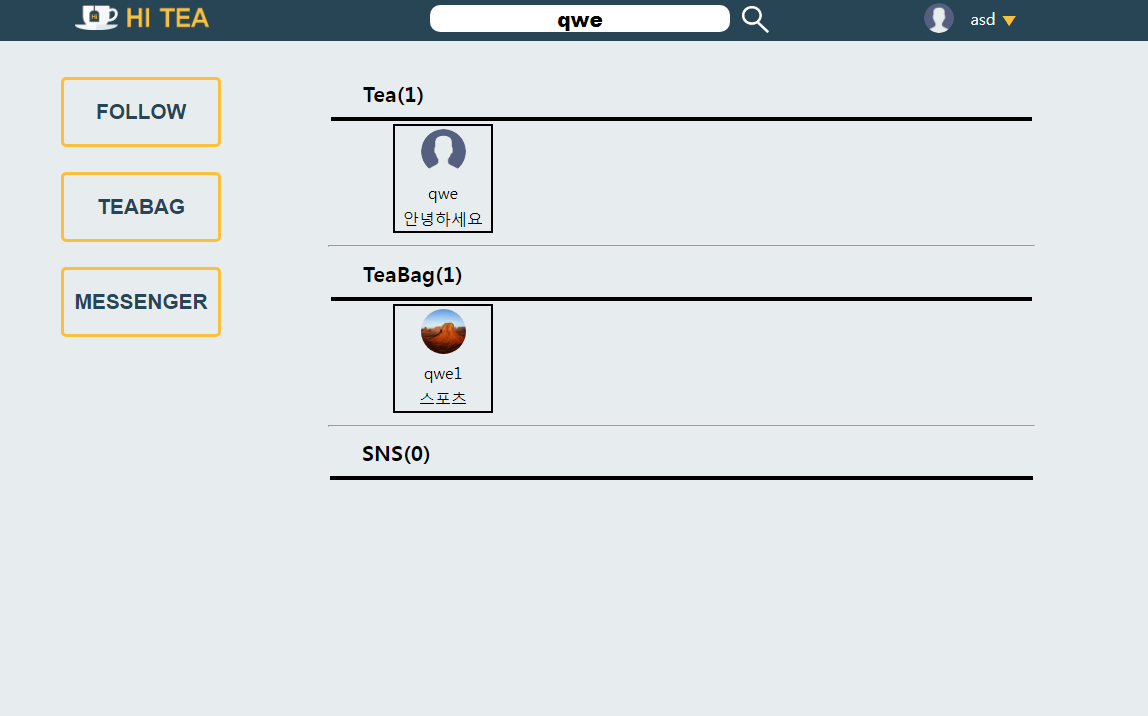 HI TEA
qwe
asd
FOLLOW
TEABAG
MESSENGER
Tea(1)
qwe
안녕하세요
TeaBag(1)
qwe1
스포츠
SNS(0)